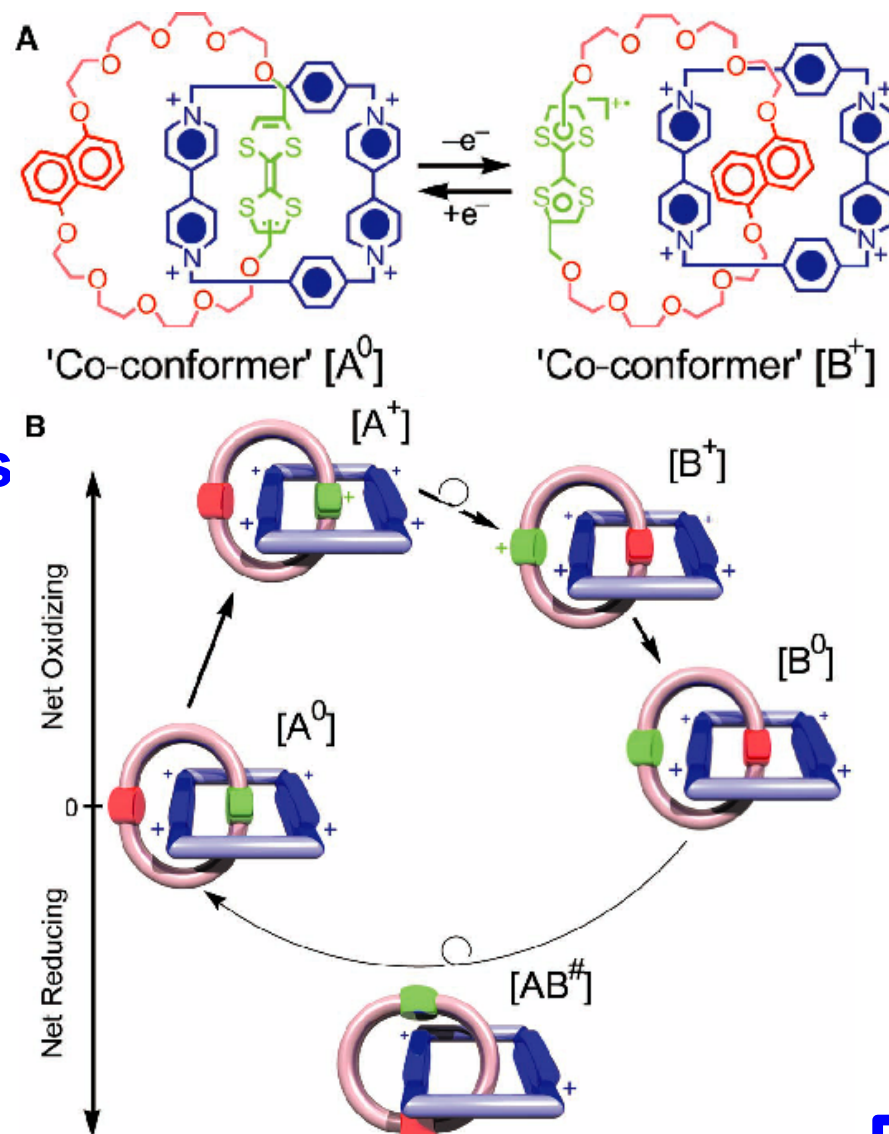 A
–e⁻
+e⁻
O O O O O O O O O O
N⁺ N⁺ N⁺ N⁺
S S S S
+•
O O O O O O O O O O
N⁺ N⁺ N⁺ N⁺
S S S S
'Co-conformer' [A⁰]
'Co-conformer' [B⁺]
B
s
[A⁺]
[B⁺]
[B⁰]
[A⁰]
[AB#]
Net Oxidizing
0
Net Reducing